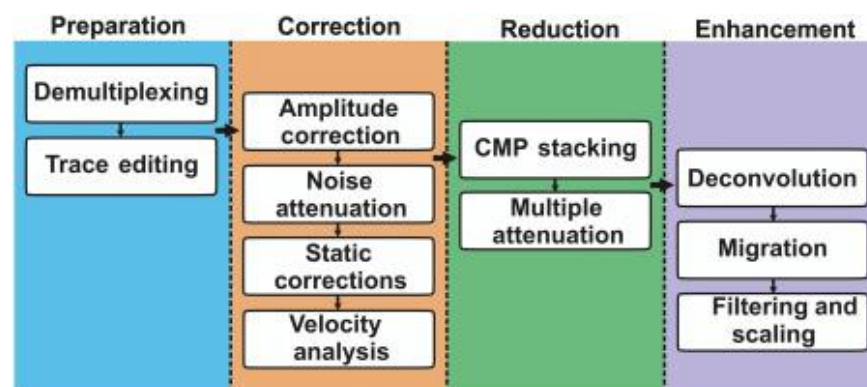 Preparation
Demultiplexing
Trace editing
Correction
Amplitude
correction
Noise
attenuation
Static
corrections
Velocity
analysis
Reduction
CMP stacking
Multiple
attenuation
Enhancement
Deconvolution
Migration
Filtering and
scaling